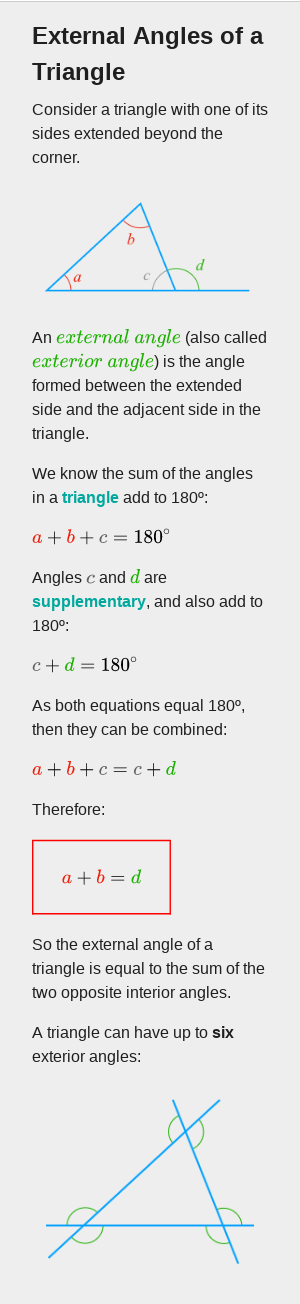 External Angles of a
Triangle
Consider a triangle with one of its
sides extended beyond the
corner.
b
a
c
d
An external angle (also called
exterior angle) is the angle
formed between the extended
side and the adjacent side in the
triangle.
We know the sum of the angles
in a triangle add to 180º:
a + b + c = 180°
Angles c and d are
supplementary, and also add to
180º:
c + d = 180°
As both equations equal 180º,
then they can be combined:
a + b + c = c + d
Therefore:
a + b = d
So the external angle of a
triangle is equal to the sum of the
two opposite interior angles.
A triangle can have up to six
exterior angles: